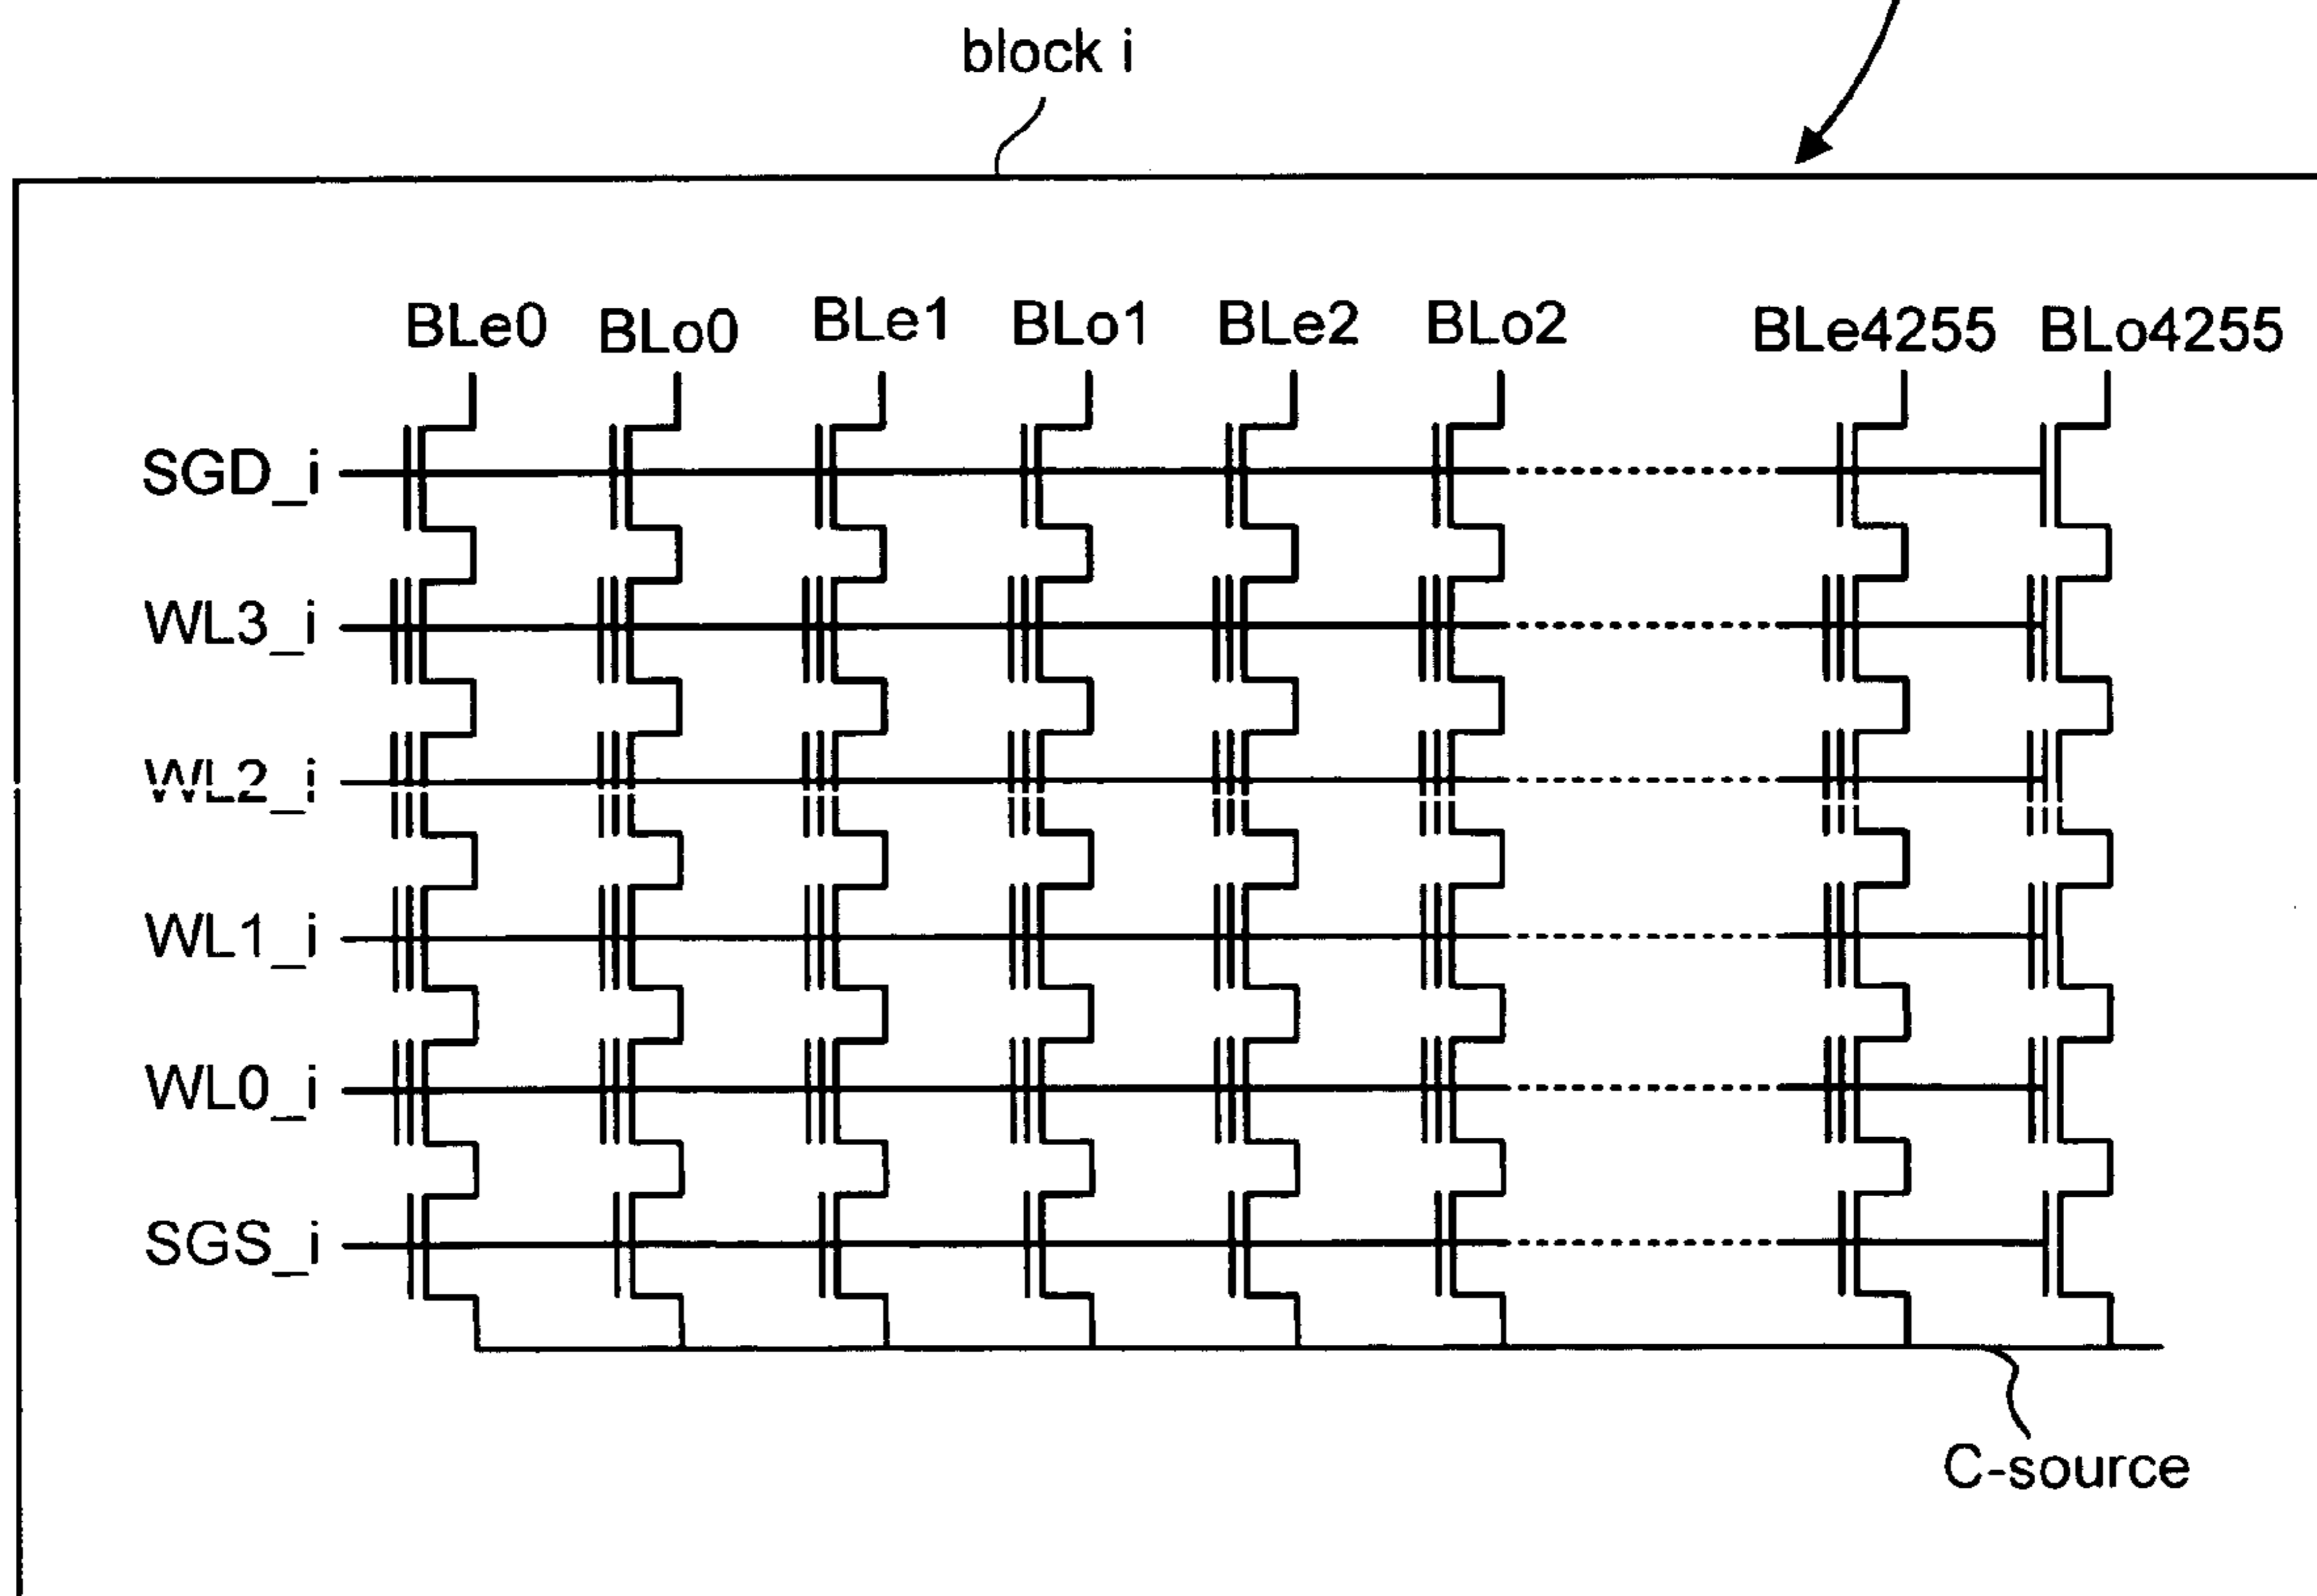 block i
BLe0 BLo0 BLe1 BLo1 BLe2 BLo2 BLe4255 BLo4255
SGD_i
WL3_i
WL2_i
WL1_i
WL0_i
SGS_i
C-source